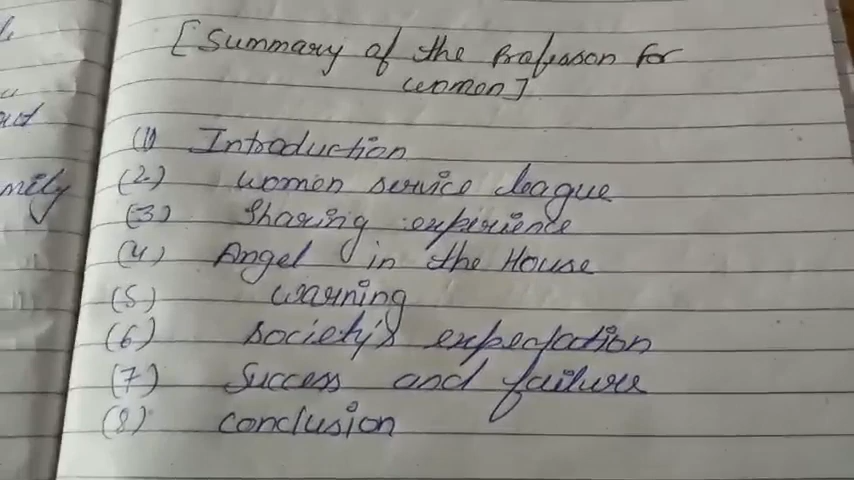 [Summary of the Profession for
women]
(1) Introduction
(2) women service league
(3) Sharing experience
(4) Angel in the House
(5) warning
(6) society's expectation
(7) Success and failure
(8) conclusion
mily